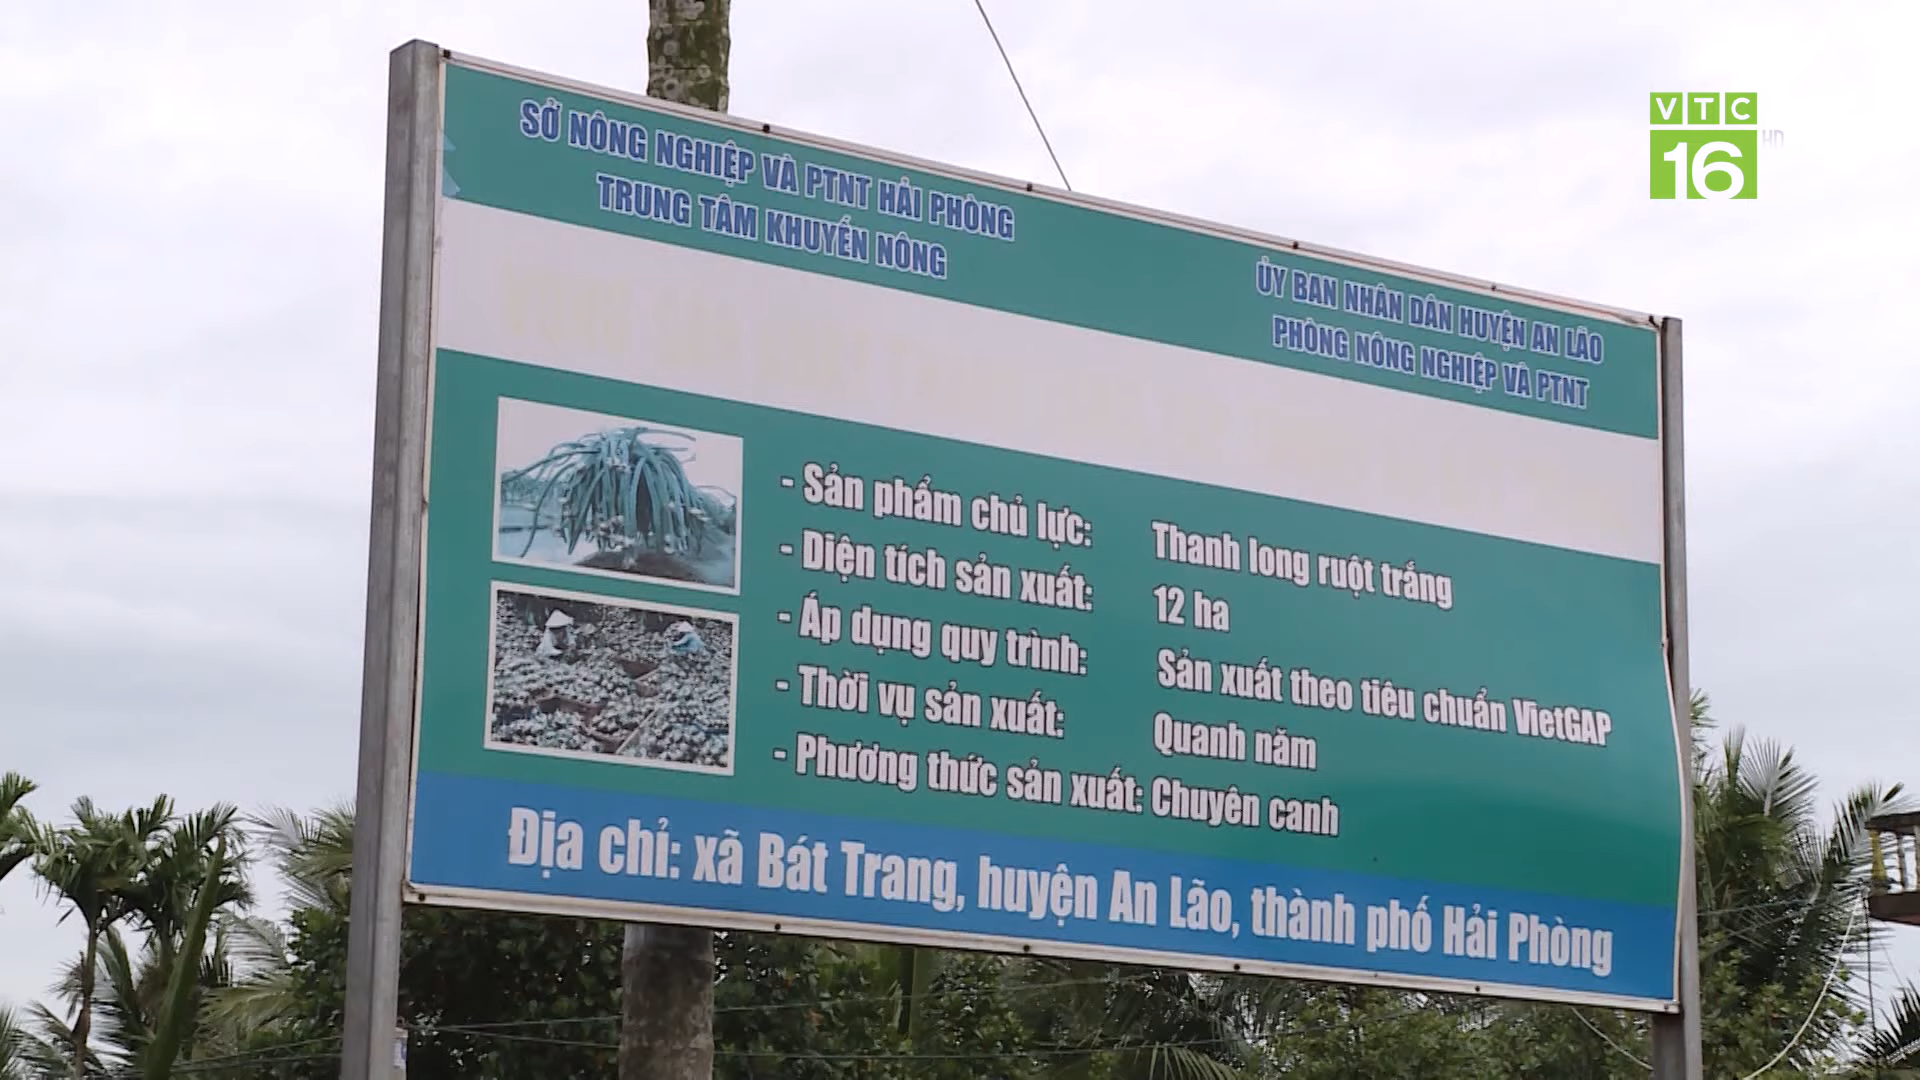 VTC
16
HD
SỞ NÔNG NGHIỆP VÀ PTNT HẢI PHÒNG
TRUNG TÂM KHUYẾN NÔNG
ỦY BAN NHÂN DÂN HUYỆN AN LÃO
PHÒNG NÔNG NGHIỆP VÀ PTNT
- Sản phẩm chủ lực: Thanh long ruột trắng
- Diện tích sản xuất: 12 ha
- Áp dụng quy trình: Sản xuất theo tiêu chuẩn VietGAP
- Thời vụ sản xuất: Quanh năm
- Phương thức sản xuất: Chuyên canh
Địa chỉ: xã Bát Trang, huyện An Lão, thành phố Hải Phòng